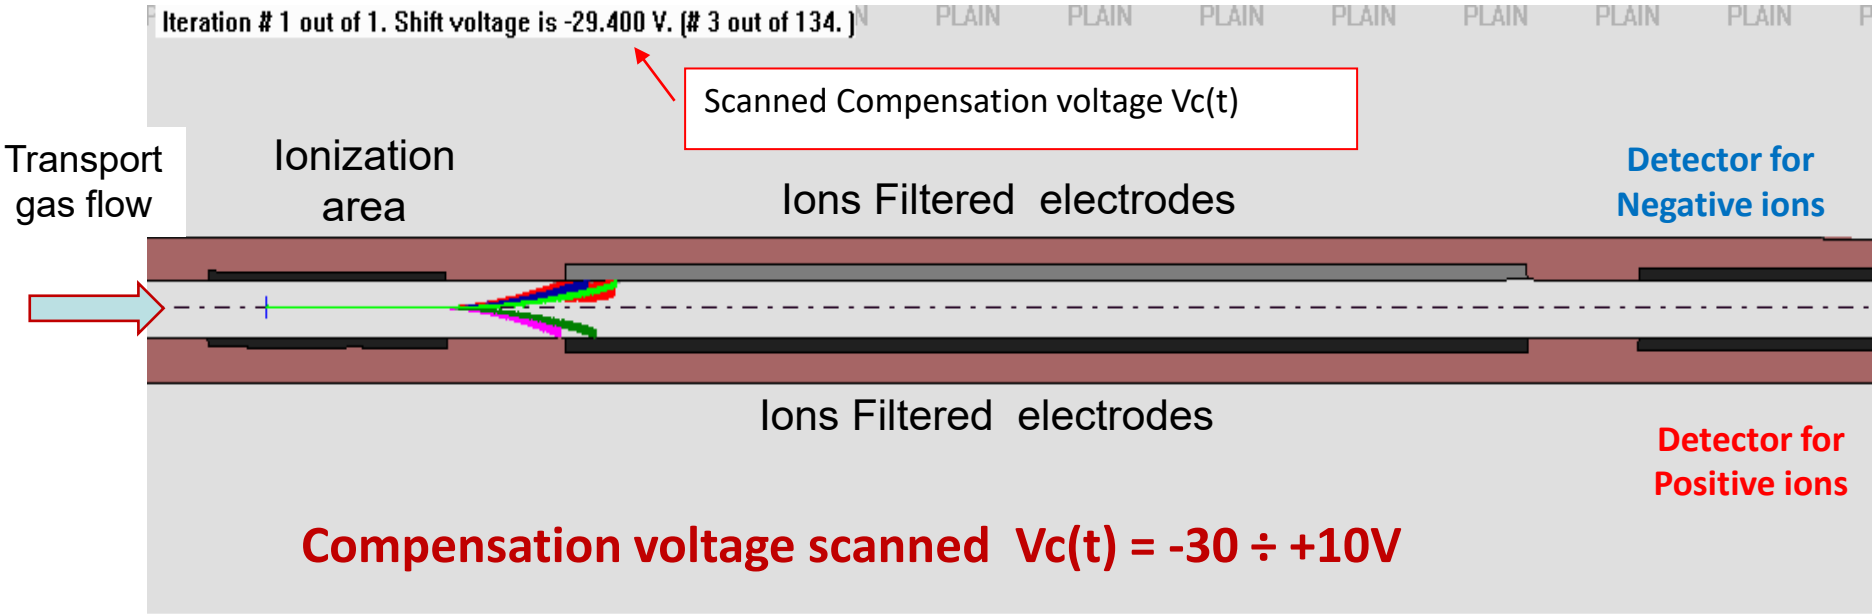 Iteration # 1 out of 1. Shift voltage is -29.400 V. (# 3 out of 134. )
PLAIN PLAIN PLAIN PLAIN PLAIN PLAIN PLAIN
Scanned Compensation voltage Vc(t)
Transport
gas flow
Ionization
area
Ions Filtered electrodes
Detector for
Negative ions
Ions Filtered electrodes
Detector for
Positive ions
Compensation voltage scanned Vc(t) = -30 ÷ +10V